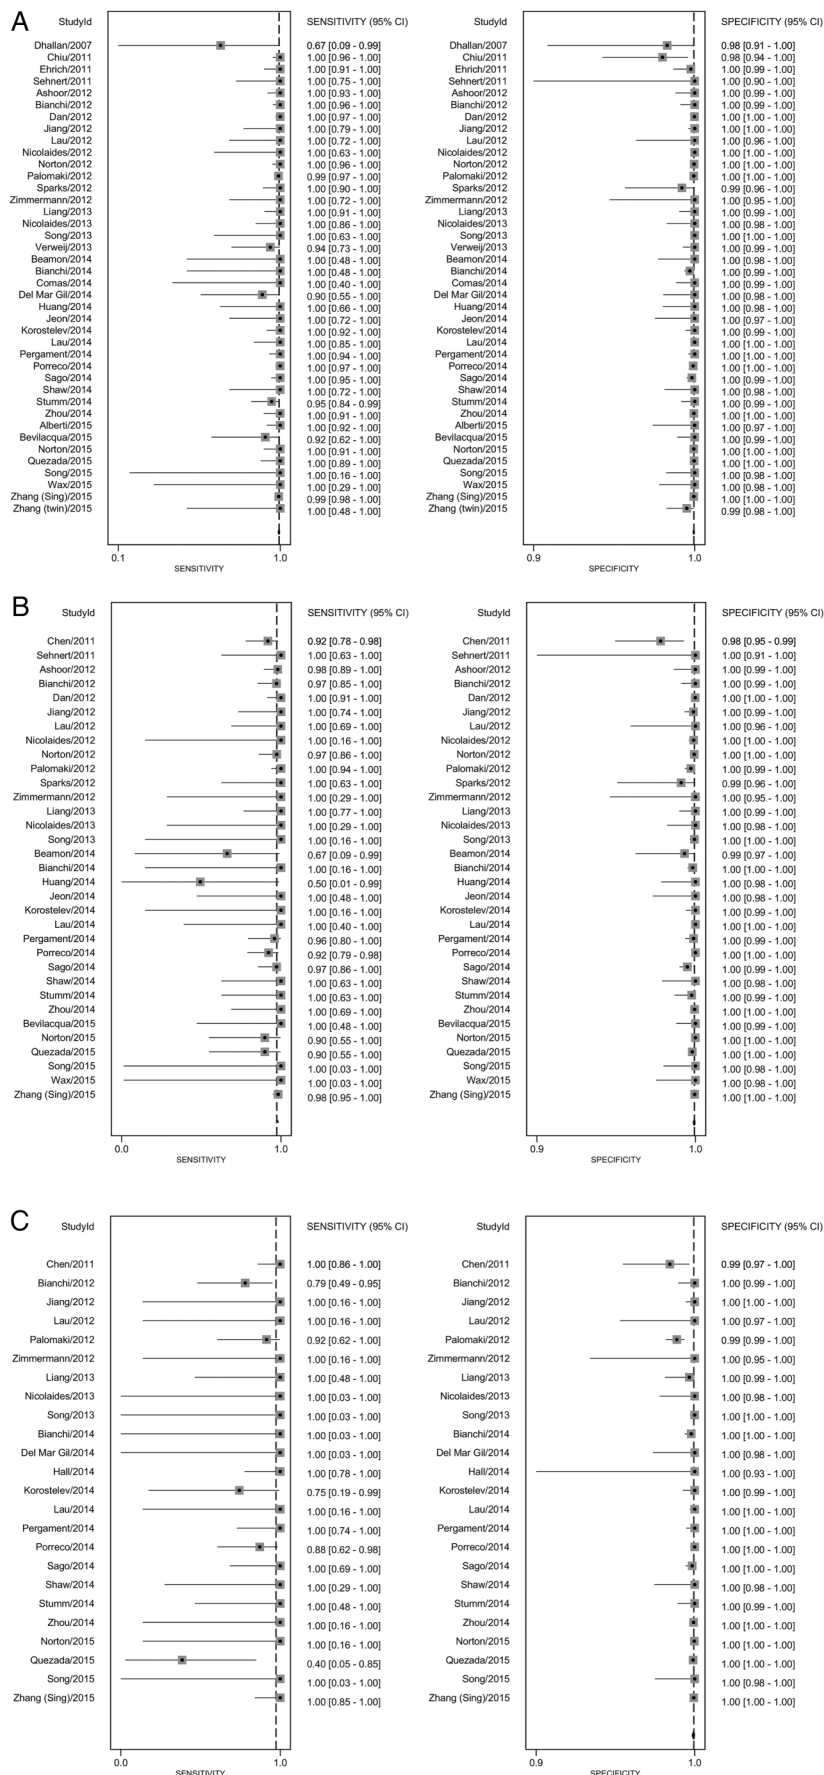 A
StudyId SENSITIVITY (95% CI) StudyId SPECIFICITY (95% CI)
Dhallan/2007 0.67 [0.09 - 0.99] Dhallan/2007 0.98 [0.91 - 1.00]
Chiu/2011 1.00 [0.96 - 1.00] Chiu/2011 0.98 [0.94 - 1.00]
Ehrich/2011 1.00 [0.91 - 1.00] Ehrich/2011 1.00 [0.99 - 1.00]
Sehnert/2011 1.00 [0.75 - 1.00] Sehnert/2011 1.00 [0.90 - 1.00]
Ashoor/2012 1.00 [0.93 - 1.00] Ashoor/2012 1.00 [0.99 - 1.00]
Bianchi/2012 1.00 [0.96 - 1.00] Bianchi/2012 1.00 [0.99 - 1.00]
Dan/2012 1.00 [0.97 - 1.00] Dan/2012 1.00 [1.00 - 1.00]
Jiang/2012 1.00 [0.79 - 1.00] Jiang/2012 1.00 [1.00 - 1.00]
Lau/2012 1.00 [0.72 - 1.00] Lau/2012 1.00 [0.96 - 1.00]
Nicolaides/2012 1.00 [0.63 - 1.00] Nicolaides/2012 1.00 [1.00 - 1.00]
Norton/2012 1.00 [0.96 - 1.00] Norton/2012 1.00 [1.00 - 1.00]
Palomaki/2012 0.99 [0.97 - 1.00] Palomaki/2012 1.00 [1.00 - 1.00]
Sparks/2012 1.00 [0.90 - 1.00] Sparks/2012 0.99 [0.96 - 1.00]
Zimmermann/2012 1.00 [0.72 - 1.00] Zimmermann/2012 1.00 [0.95 - 1.00]
Liang/2013 1.00 [0.91 - 1.00] Liang/2013 1.00 [0.99 - 1.00]
Nicolaides/2013 1.00 [0.86 - 1.00] Nicolaides/2013 1.00 [0.98 - 1.00]
Song/2013 1.00 [0.63 - 1.00] Song/2013 1.00 [1.00 - 1.00]
Verweij/2013 0.94 [0.73 - 1.00] Verweij/2013 1.00 [0.99 - 1.00]
Beamon/2014 1.00 [0.48 - 1.00] Beamon/2014 1.00 [0.98 - 1.00]
Bianchi/2014 1.00 [0.48 - 1.00] Bianchi/2014 1.00 [0.99 - 1.00]
Comas/2014 1.00 [0.40 - 1.00] Comas/2014 1.00 [0.99 - 1.00]
Del Mar Gil/2014 0.90 [0.55 - 1.00] Del Mar Gil/2014 1.00 [0.98 - 1.00]
Huang/2014 1.00 [0.66 - 1.00] Huang/2014 1.00 [0.98 - 1.00]
Jeon/2014 1.00 [0.72 - 1.00] Jeon/2014 1.00 [0.97 - 1.00]
Korostelev/2014 1.00 [0.92 - 1.00] Korostelev/2014 1.00 [0.99 - 1.00]
Lau/2014 1.00 [0.85 - 1.00] Lau/2014 1.00 [1.00 - 1.00]
Pergament/2014 1.00 [0.94 - 1.00] Pergament/2014 1.00 [0.99 - 1.00]
Porreco/2014 1.00 [0.97 - 1.00] Porreco/2014 1.00 [1.00 - 1.00]
Sago/2014 1.00 [0.95 - 1.00] Sago/2014 1.00 [0.99 - 1.00]
Shaw/2014 1.00 [0.72 - 1.00] Shaw/2014 1.00 [0.98 - 1.00]
Stumm/2014 0.95 [0.84 - 0.99] Stumm/2014 1.00 [0.99 - 1.00]
Zhou/2014 1.00 [0.91 - 1.00] Zhou/2014 1.00 [1.00 - 1.00]
Alberti/2015 1.00 [0.92 - 1.00] Alberti/2015 1.00 [0.97 - 1.00]
Bevilacqua/2015 0.92 [0.62 - 1.00] Bevilacqua/2015 1.00 [0.99 - 1.00]
Norton/2015 1.00 [0.91 - 1.00] Norton/2015 1.00 [1.00 - 1.00]
Quezada/2015 1.00 [0.89 - 1.00] Quezada/2015 1.00 [1.00 - 1.00]
Song/2015 1.00 [0.16 - 1.00] Song/2015 1.00 [0.98 - 1.00]
Wax/2015 1.00 [0.29 - 1.00] Wax/2015 1.00 [0.98 - 1.00]
Zhang (Sing)/2015 0.99 [0.98 - 1.00] Zhang (Sing)/2015 1.00 [1.00 - 1.00]
Zhang (twin)/2015 1.00 [0.48 - 1.00] Zhang (twin)/2015 0.99 [0.98 - 1.00]
0.1 1.0 0.9 1.0
SENSITIVITY SPECIFICITY
B
StudyId SENSITIVITY (95% CI) StudyId SPECIFICITY (95% CI)
Chen/2011 0.92 [0.78 - 0.98] Chen/2011 0.98 [0.95 - 0.99]
Sehnert/2011 1.00 [0.63 - 1.00] Sehnert/2011 1.00 [0.91 - 1.00]
Ashoor/2012 0.98 [0.89 - 1.00] Ashoor/2012 1.00 [0.99 - 1.00]
Bianchi/2012 0.97 [0.85 - 1.00] Bianchi/2012 1.00 [0.99 - 1.00]
Dan/2012 1.00 [0.91 - 1.00] Dan/2012 1.00 [1.00 - 1.00]
Jiang/2012 1.00 [0.74 - 1.00] Jiang/2012 1.00 [0.99 - 1.00]
Lau/2012 1.00 [0.69 - 1.00] Lau/2012 1.00 [0.96 - 1.00]
Nicolaides/2012 1.00 [0.16 - 1.00] Nicolaides/2012 1.00 [1.00 - 1.00]
Norton/2012 0.97 [0.86 - 1.00] Norton/2012 1.00 [1.00 - 1.00]
Palomaki/2012 1.00 [0.94 - 1.00] Palomaki/2012 1.00 [0.99 - 1.00]
Sparks/2012 1.00 [0.63 - 1.00] Sparks/2012 0.99 [0.96 - 1.00]
Zimmermann/2012 1.00 [0.29 - 1.00] Zimmermann/2012 1.00 [0.95 - 1.00]
Liang/2013 1.00 [0.77 - 1.00] Liang/2013 1.00 [0.99 - 1.00]
Nicolaides/2013 1.00 [0.29 - 1.00] Nicolaides/2013 1.00 [0.98 - 1.00]
Song/2013 1.00 [0.16 - 1.00] Song/2013 1.00 [1.00 - 1.00]
Beamon/2014 0.67 [0.09 - 0.99] Beamon/2014 0.99 [0.97 - 1.00]
Bianchi/2014 1.00 [0.16 - 1.00] Bianchi/2014 1.00 [1.00 - 1.00]
Huang/2014 0.50 [0.01 - 0.99] Huang/2014 1.00 [0.98 - 1.00]
Jeon/2014 1.00 [0.48 - 1.00] Jeon/2014 1.00 [0.98 - 1.00]
Korostelev/2014 1.00 [0.16 - 1.00] Korostelev/2014 1.00 [0.99 - 1.00]
Lau/2014 1.00 [0.40 - 1.00] Lau/2014 1.00 [1.00 - 1.00]
Pergament/2014 0.96 [0.80 - 1.00] Pergament/2014 1.00 [0.99 - 1.00]
Porreco/2014 0.92 [0.79 - 0.98] Porreco/2014 1.00 [1.00 - 1.00]
Sago/2014 0.97 [0.86 - 1.00] Sago/2014 1.00 [0.99 - 1.00]
Shaw/2014 1.00 [0.63 - 1.00] Shaw/2014 1.00 [0.98 - 1.00]
Stumm/2014 1.00 [0.63 - 1.00] Stumm/2014 1.00 [0.99 - 1.00]
Zhou/2014 1.00 [0.69 - 1.00] Zhou/2014 1.00 [1.00 - 1.00]
Bevilacqua/2015 1.00 [0.48 - 1.00] Bevilacqua/2015 1.00 [0.99 - 1.00]
Norton/2015 0.90 [0.55 - 1.00] Norton/2015 1.00 [1.00 - 1.00]
Quezada/2015 0.90 [0.55 - 1.00] Quezada/2015 1.00 [1.00 - 1.00]
Song/2015 1.00 [0.03 - 1.00] Song/2015 1.00 [0.98 - 1.00]
Wax/2015 1.00 [0.03 - 1.00] Wax/2015 1.00 [0.98 - 1.00]
Zhang (Sing)/2015 0.98 [0.95 - 1.00] Zhang (Sing)/2015 1.00 [1.00 - 1.00]
0.0 1.0 0.9 1.0
SENSITIVITY SPECIFICITY
C
StudyId SENSITIVITY (95% CI) StudyId SPECIFICITY (95% CI)
Chen/2011 1.00 [0.86 - 1.00] Chen/2011 0.99 [0.97 - 1.00]
Bianchi/2012 0.79 [0.49 - 0.95] Bianchi/2012 1.00 [0.99 - 1.00]
Jiang/2012 1.00 [0.16 - 1.00] Jiang/2012 1.00 [1.00 - 1.00]
Lau/2012 1.00 [0.16 - 1.00] Lau/2012 1.00 [0.97 - 1.00]
Palomaki/2012 0.92 [0.62 - 1.00] Palomaki/2012 0.99 [0.99 - 1.00]
Zimmermann/2012 1.00 [0.16 - 1.00] Zimmermann/2012 1.00 [0.95 - 1.00]
Liang/2013 1.00 [0.48 - 1.00] Liang/2013 1.00 [0.99 - 1.00]
Nicolaides/2013 1.00 [0.03 - 1.00] Nicolaides/2013 1.00 [0.98 - 1.00]
Song/2013 1.00 [0.03 - 1.00] Song/2013 1.00 [1.00 - 1.00]
Bianchi/2014 1.00 [0.03 - 1.00] Bianchi/2014 1.00 [1.00 - 1.00]
Del Mar Gil/2014 1.00 [0.03 - 1.00] Del Mar Gil/2014 1.00 [0.98 - 1.00]
Hall/2014 1.00 [0.78 - 1.00] Hall/2014 1.00 [0.93 - 1.00]
Korostelev/2014 0.75 [0.19 - 0.99] Korostelev/2014 1.00 [0.99 - 1.00]
Lau/2014 1.00 [0.16 - 1.00] Lau/2014 1.00 [1.00 - 1.00]
Pergament/2014 1.00 [0.74 - 1.00] Pergament/2014 1.00 [1.00 - 1.00]
Porreco/2014 0.88 [0.62 - 0.98] Porreco/2014 1.00 [1.00 - 1.00]
Sago/2014 1.00 [0.69 - 1.00] Sago/2014 1.00 [1.00 - 1.00]
Shaw/2014 1.00 [0.29 - 1.00] Shaw/2014 1.00 [0.98 - 1.00]
Stumm/2014 1.00 [0.48 - 1.00] Stumm/2014 1.00 [0.99 - 1.00]
Zhou/2014 1.00 [0.16 - 1.00] Zhou/2014 1.00 [1.00 - 1.00]
Norton/2015 1.00 [0.16 - 1.00] Norton/2015 1.00 [1.00 - 1.00]
Quezada/2015 0.40 [0.05 - 0.85] Quezada/2015 1.00 [1.00 - 1.00]
Song/2015 1.00 [0.03 - 1.00] Song/2015 1.00 [0.98 - 1.00]
Zhang (Sing)/2015 1.00 [0.85 - 1.00] Zhang (Sing)/2015 1.00 [1.00 - 1.00]
0.0 1.0 0.9 1.0
SENSITIVITY SPECIFICITY